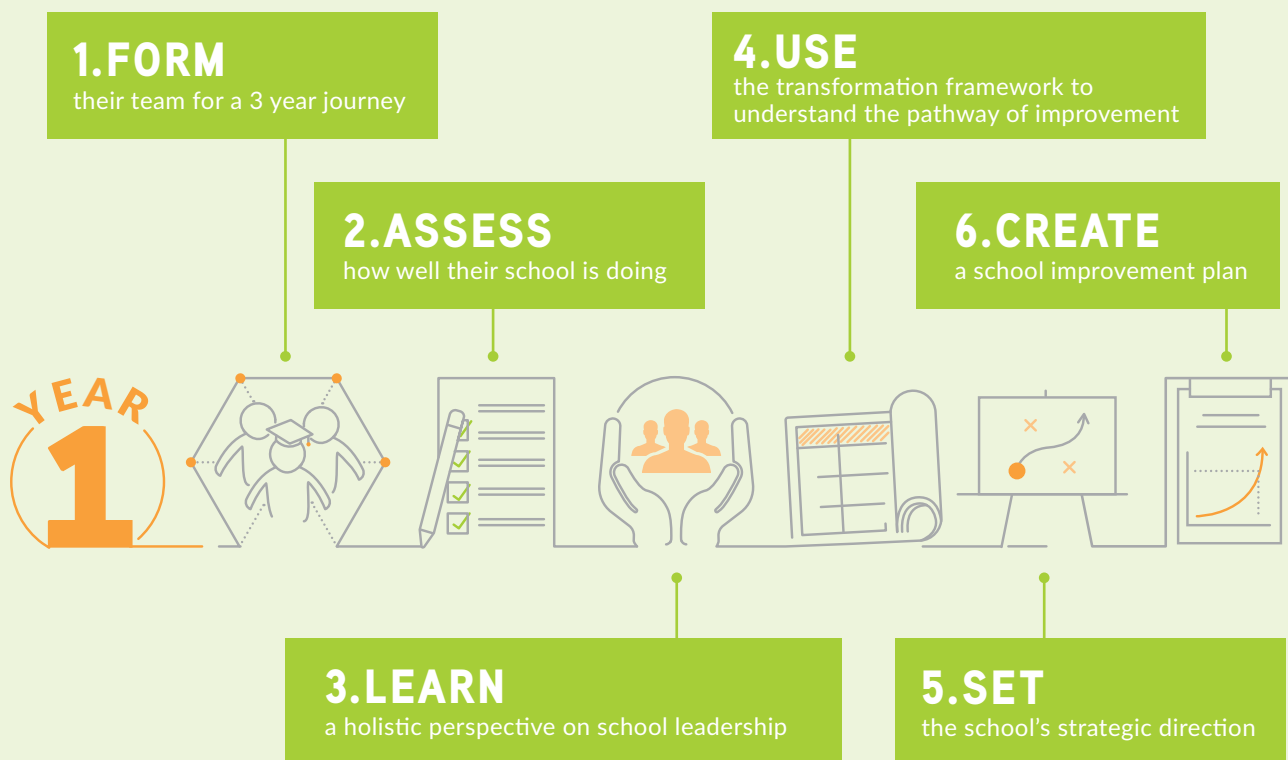 YEAR
1
1.FORM
their team for a 3 year journey
2.ASSESS
how well their school is doing
3.LEARN
a holistic perspective on school leadership
4.USE
the transformation framework to
understand the pathway of improvement
5.SET
the school’s strategic direction
6.CREATE
a school improvement plan